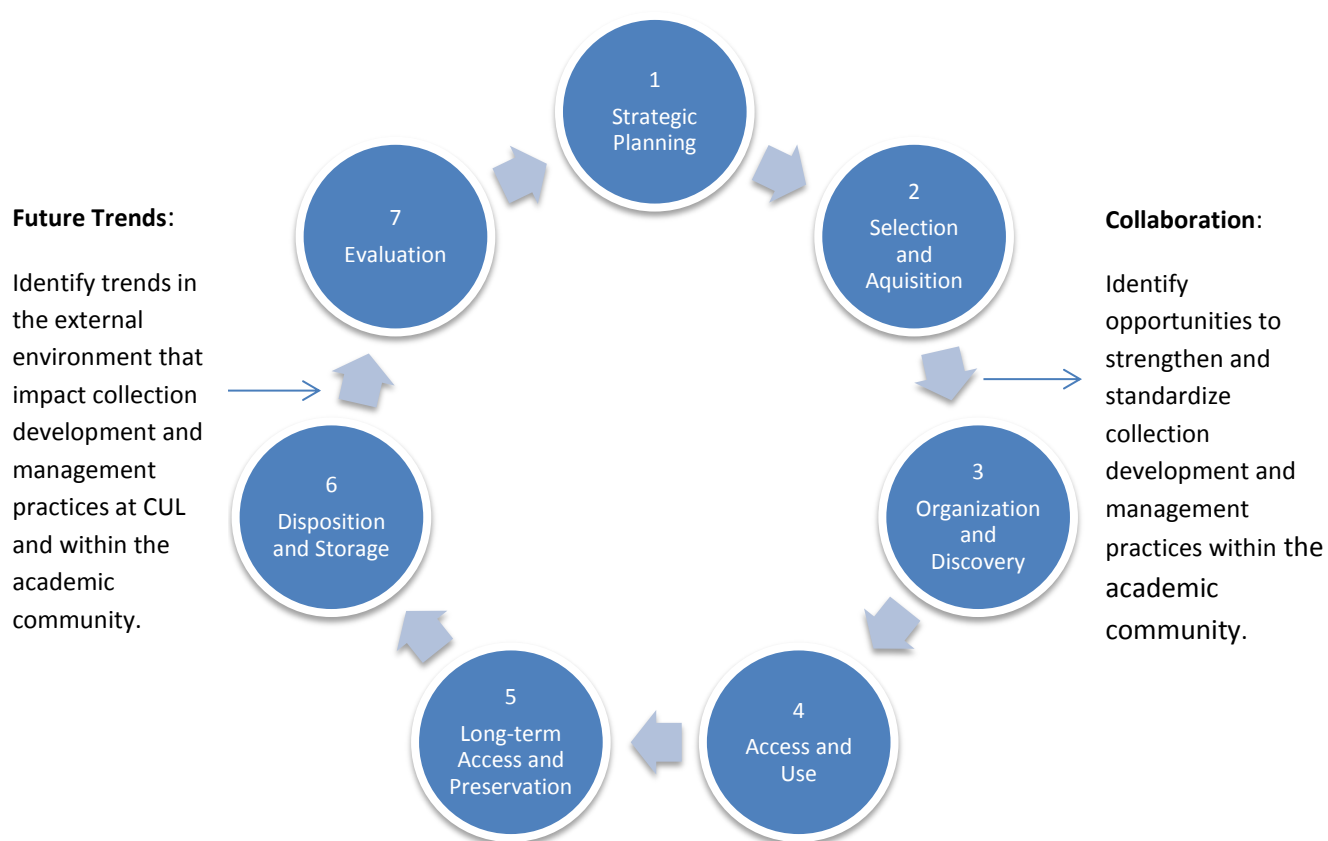 1
Strategic
Planning
2
Selection
and
Aquisition
3
Organization
and
Discovery
4
Access and
Use
5
Long-term
Access and
Preservation
6
Disposition
and Storage
7
Evaluation
Future Trends:
Identify trends in
the external
environment that
impact collection
development and
management
practices at CUL
and within the
academic
community.
Collaboration:
Identify
opportunities to
strengthen and
standardize
collection
development and
management
practices within the
academic
community.